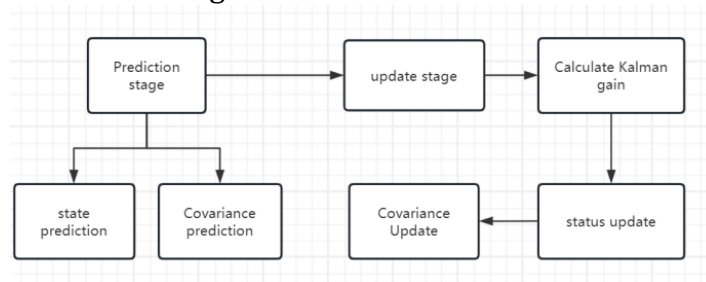 Prediction
stage
update stage
Calculate Kalman
gain
state
prediction
Covariance
prediction
Covariance
Update
status update